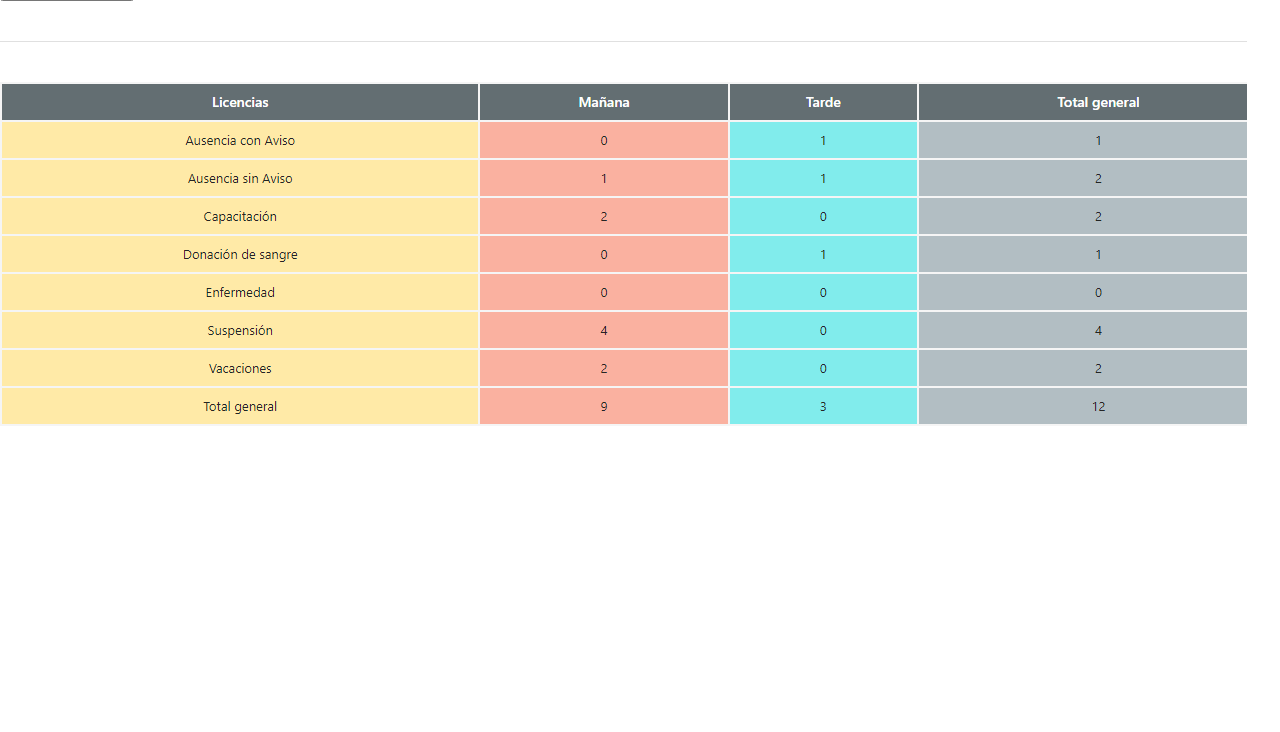 Licencias Mañana Tarde Total general
Ausencia con Aviso 0 1 1
Ausencia sin Aviso 1 1 2
Capacitación 2 0 2
Donación de sangre 0 1 1
Enfermedad 0 0 0
Suspensión 4 0 4
Vacaciones 2 0 2
Total general 9 3 12